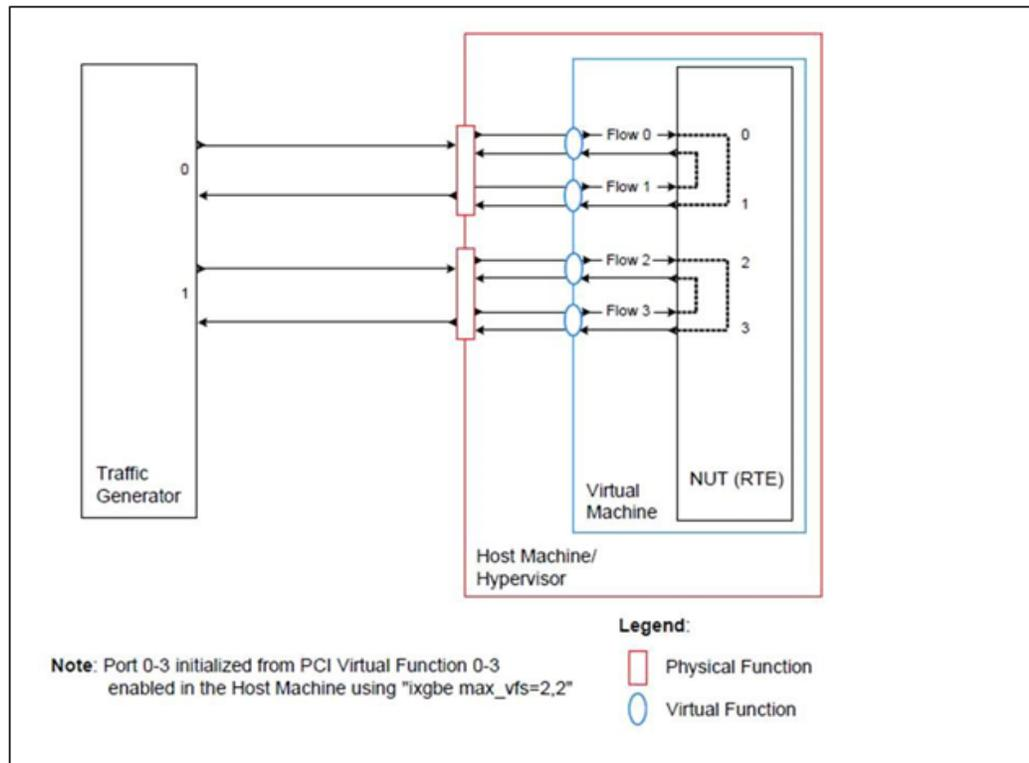 Flow 0
0
0
Flow 1
1
Flow 2
2
1
Flow 3
3
Traffic
Generator
NUT (RTE)
Virtual
Machine
Host Machine/
Hypervisor
Legend:
Note: Port 0-3 initialized from PCI Virtual Function 0-3
enabled in the Host Machine using "ixgbe max_vfs=2,2"
Physical Function
Virtual Function